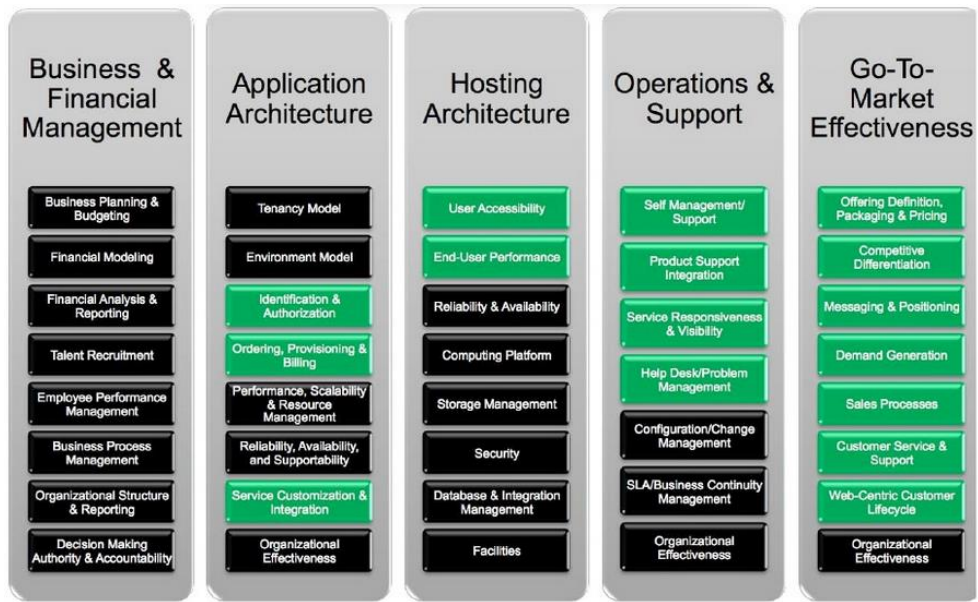 Business &
Financial
Management
Business Planning &
Budgeting
Financial Modeling
Financial Analysis &
Reporting
Talent Recruitment
Employee Performance
Management
Business Process
Management
Organizational Structure
& Reporting
Decision Making
Authority & Accountability
Application
Architecture
Tenancy Model
Environment Model
Identification &
Authorization
Ordering, Provisioning &
Billing
Performance, Scalability
& Resource
Management
Reliability, Availability,
and Supportability
Service Customization &
Integration
Organizational
Effectiveness
Hosting
Architecture
User Accessibility
End-User Performance
Reliability & Availability
Computing Platform
Storage Management
Security
Database & Integration
Management
Facilities
Operations &
Support
Self Management/
Support
Product Support
Integration
Service Responsiveness
& Visibility
Help Desk/Problem
Management
Configuration/Change
Management
SLA/Business Continuity
Management
Organizational
Effectiveness
Go-To-
Market
Effectiveness
Offering Definition,
Packaging & Pricing
Competitive
Differentiation
Messaging & Positioning
Demand Generation
Sales Processes
Customer Service &
Support
Web-Centric Customer
Lifecycle
Organizational
Effectiveness